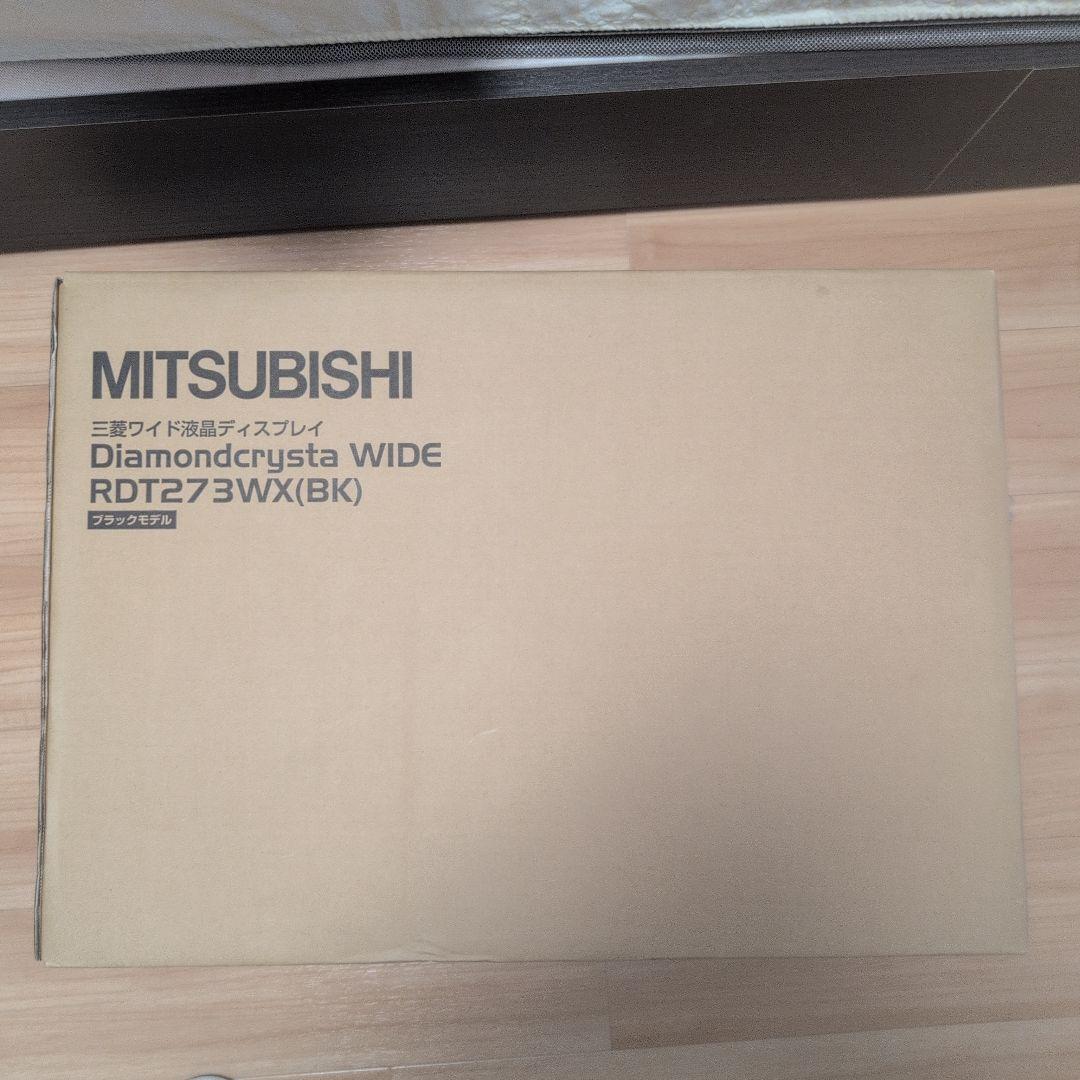 MITSUBISHI
三菱ワイド液晶ディスプレイ
Diamondcrysta WIDE
RDT273WX(BK)
ブラックモデル